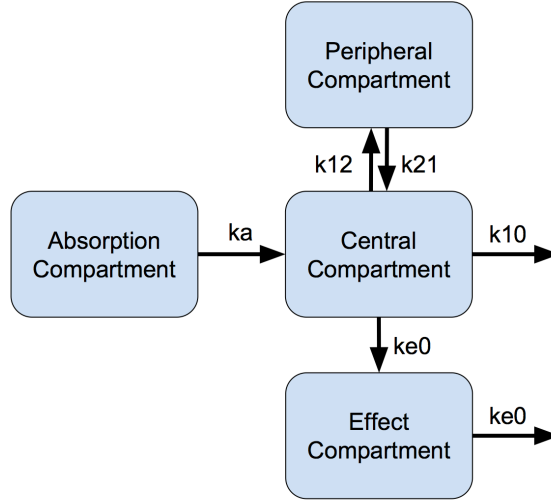 Peripheral
Compartment
k12
k21
ka
Absorption
Compartment
Central
Compartment
k10
ke0
Effect
Compartment
ke0